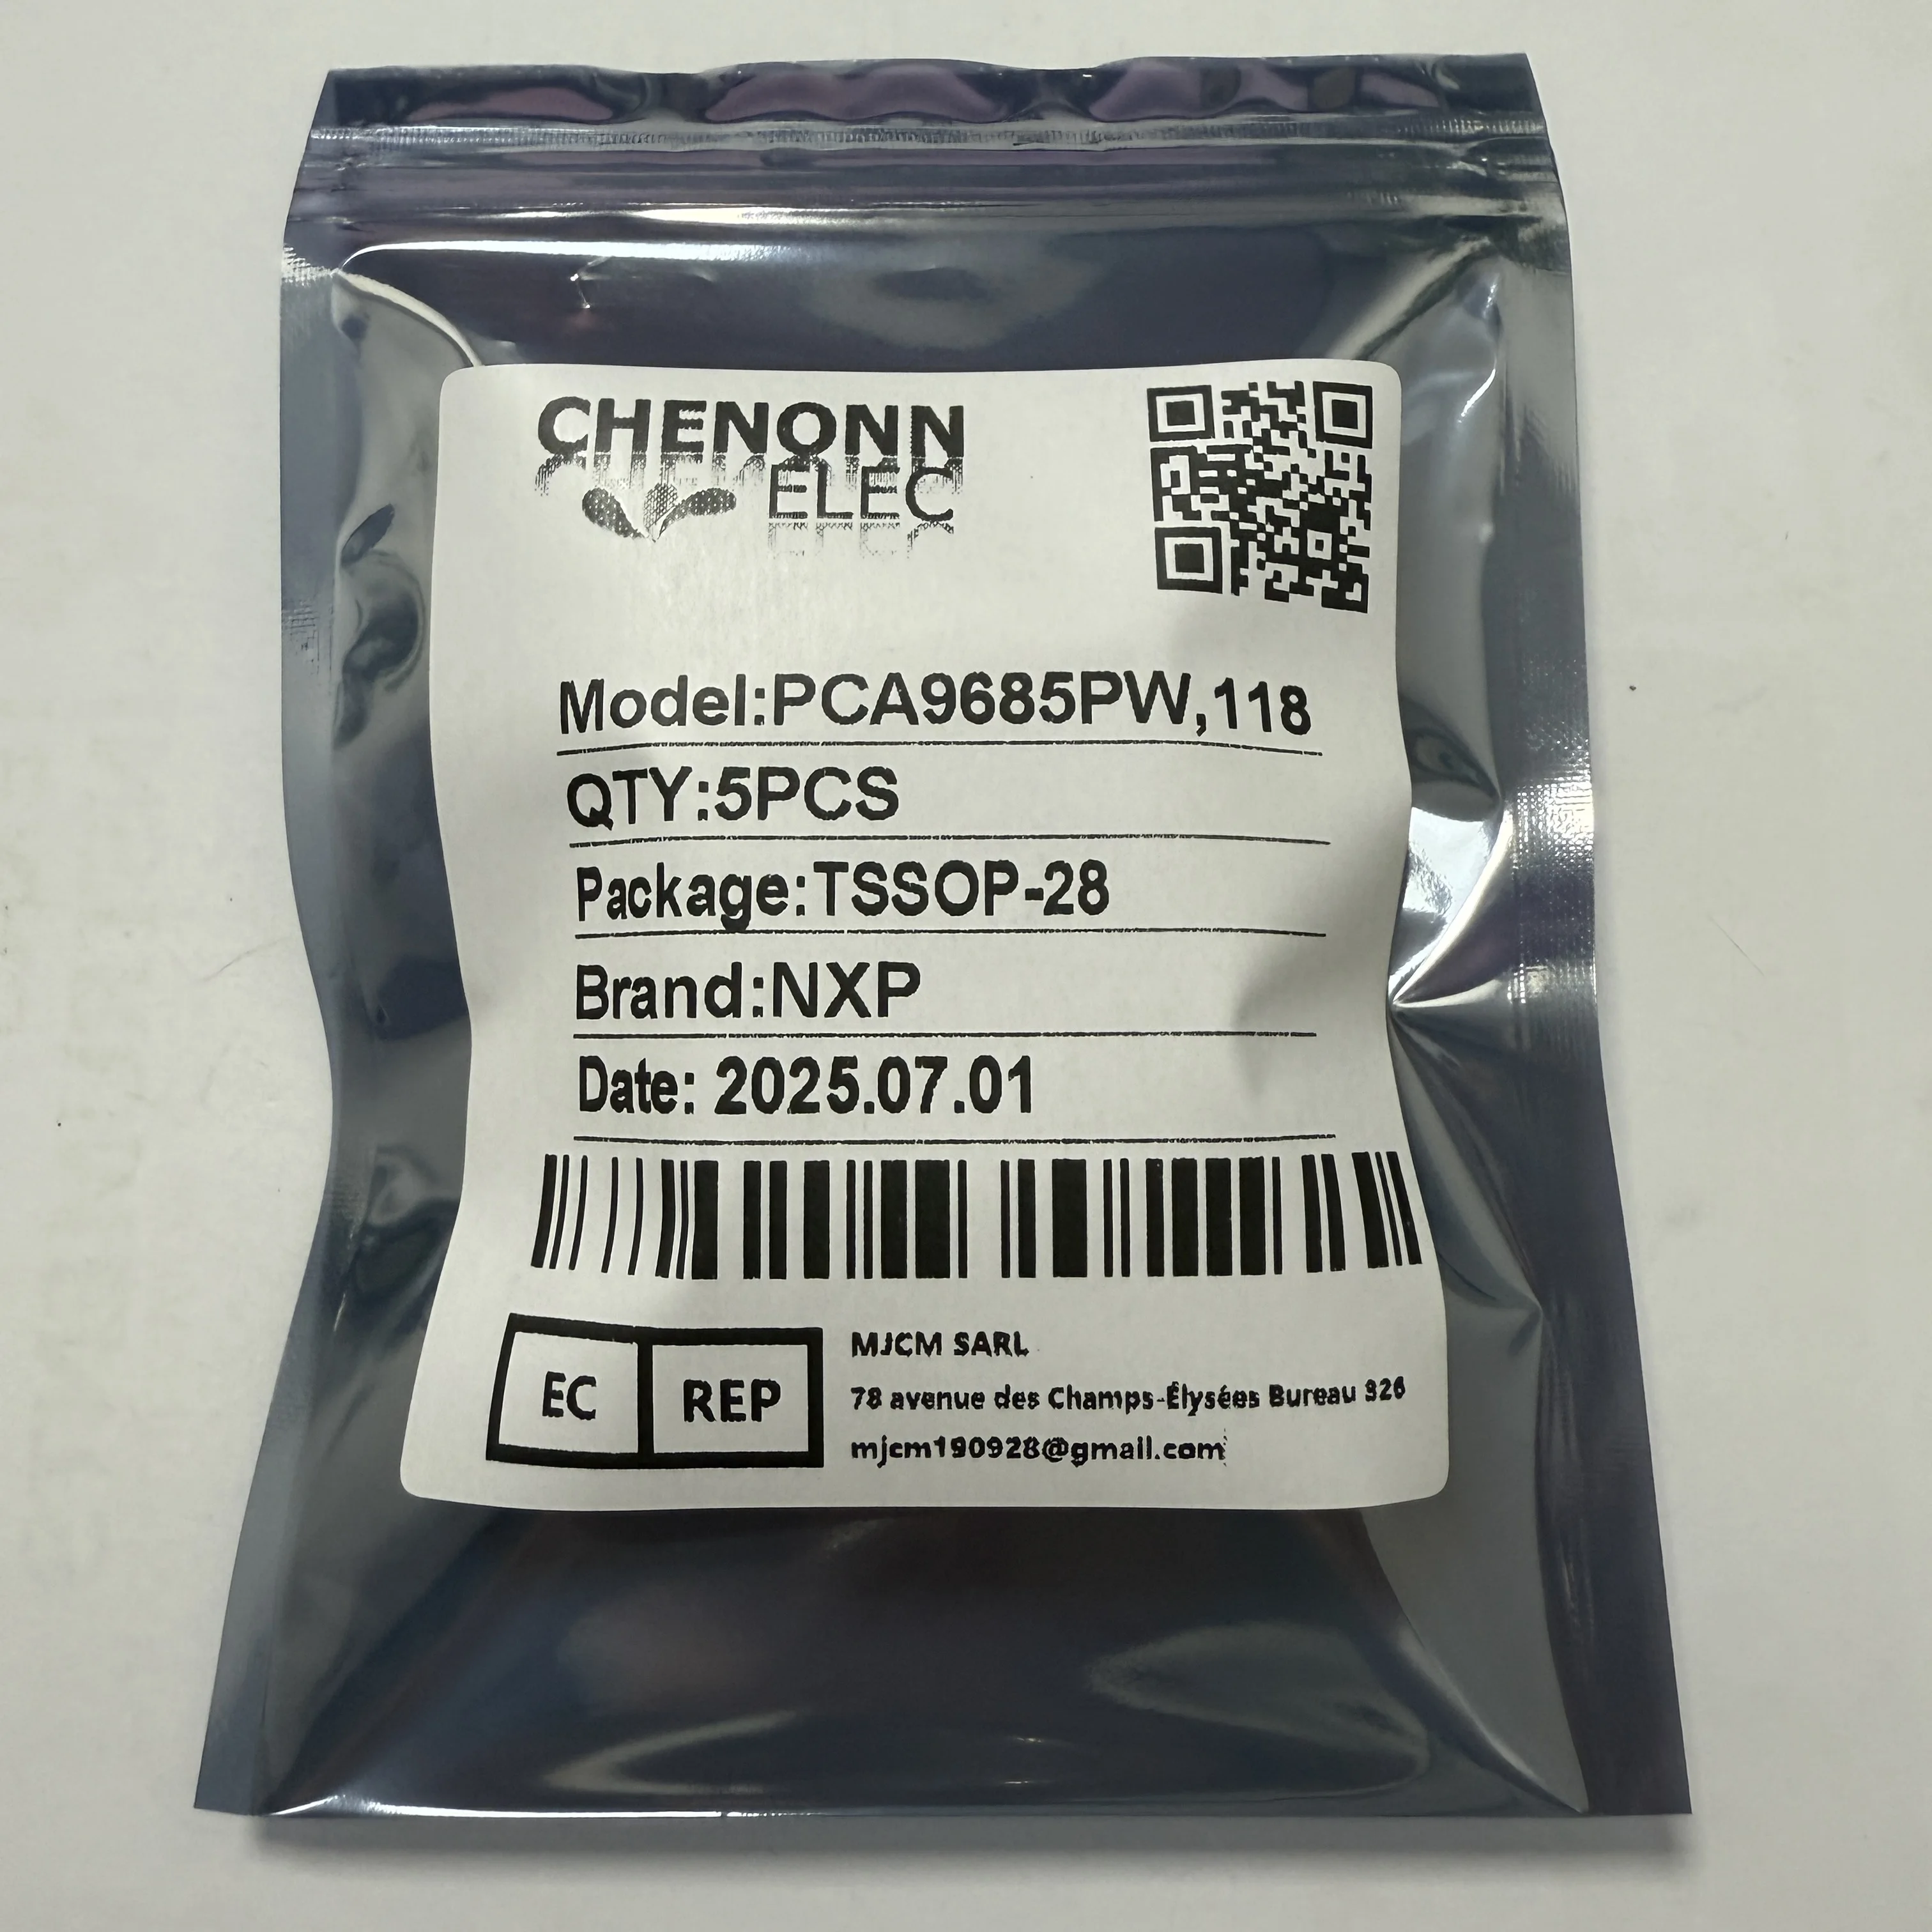 CHENONN
ELEC
Model:PCA9685PW,118
QTY:5PCS
Package:TSSOP-28
Brand:NXP
Date: 2025.07.01
EC REP
MJCM SARL
78 avenue des Champs-Élysées Bureau 326
mjcm190928@gmail.com